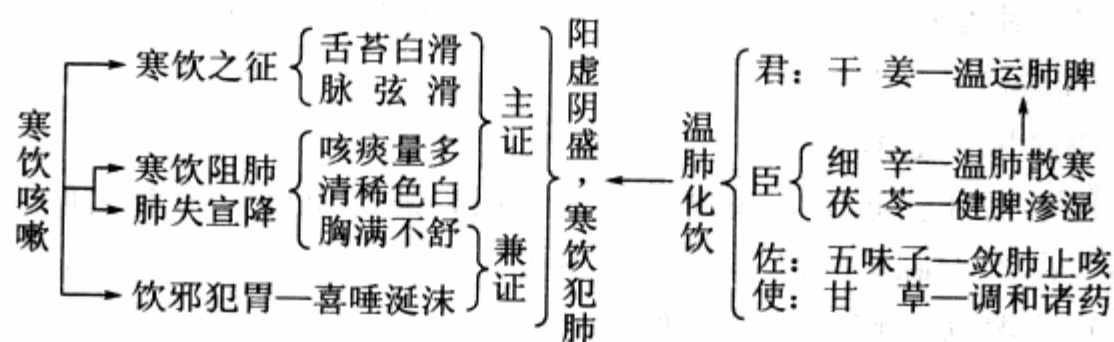 寒饮咳嗽
寒饮之征
舌苔白滑
脉弦滑
寒饮阻肺
肺失宣降
咳痰量多
清稀色白
胸满不舒
饮邪犯胃—喜唾涎沫
主证
兼证
阳虚阴盛，寒饮犯肺
温肺化饮
君：干姜—温运肺脾
臣
细辛—温肺散寒
茯苓—健脾渗湿
佐：五味子—敛肺止咳
使：甘草—调和诸药